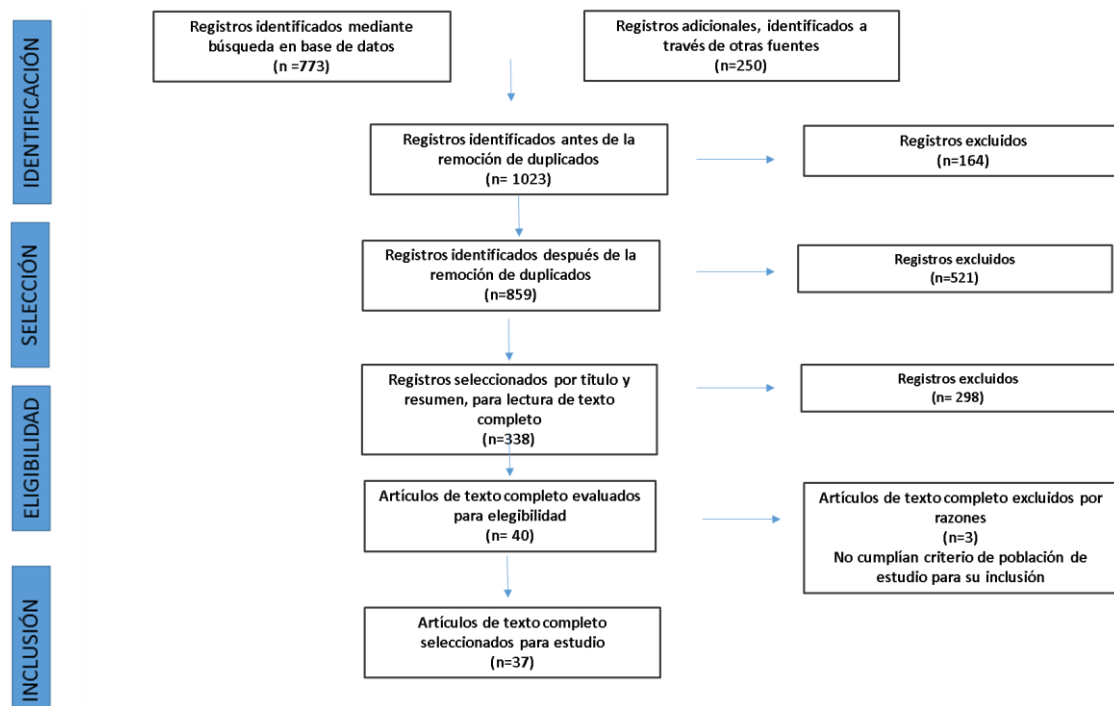 IDENTIFICACIÓN
Registros identificados mediante
búsqueda en base de datos
(n =773)
Registros adicionales, identificados a
través de otras fuentes
(n=250)
Registros identificados antes de la
remoción de duplicados
(n= 1023)
Registros excluidos
(n=164)
SELECCIÓN
Registros identificados después de la
remoción de duplicados
(n=859)
Registros excluidos
(n=521)
ELIGIBILIDAD
Registros seleccionados por titulo y
resumen, para lectura de texto
completo
(n=338)
Registros excluidos
(n= 298)
Artículos de texto completo evaluados
para elegibilidad
(n= 40)
Artículos de texto completo excluidos por
razones
(n=3)
No cumplían criterio de población de
estudio para su inclusión
INCLUSIÓN
Artículos de texto completo
seleccionados para estudio
(n=37)